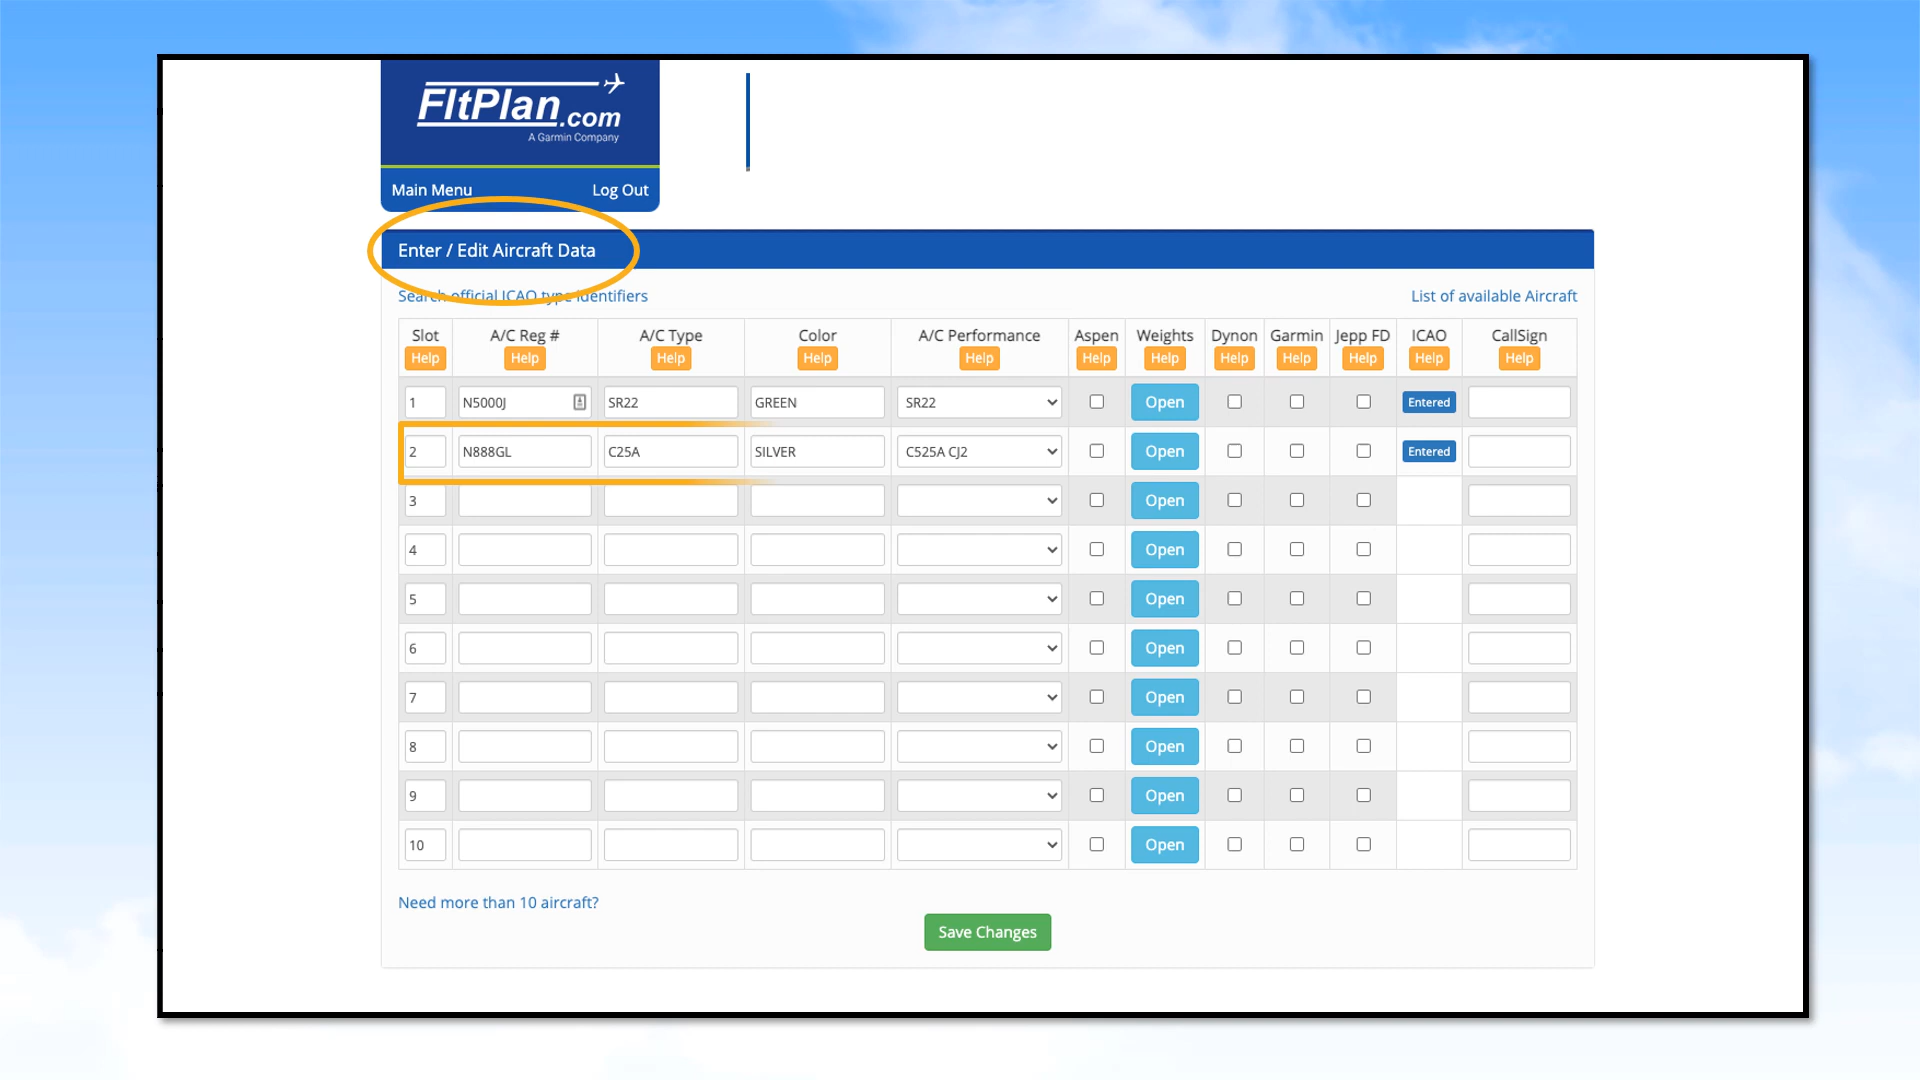 FltPlan.com
A Garmin Company
Main Menu Log Out
Enter / Edit Aircraft Data
Search official ICAO type identifiers List of available Aircraft
Slot A/C Reg # A/C Type Color A/C Performance Aspen Weights Dynon Garmin Jepp FD ICAO CallSign
Help Help Help Help Help Help Help Help Help Help Help Help
1 N5000J SR22 GREEN SR22 Open Entered
2 N888GL C25A SILVER C525A CJ2 Open Entered
3 Open
4 Open
5 Open
6 Open
7 Open
8 Open
9 Open
10 Open
Need more than 10 aircraft?
Save Changes